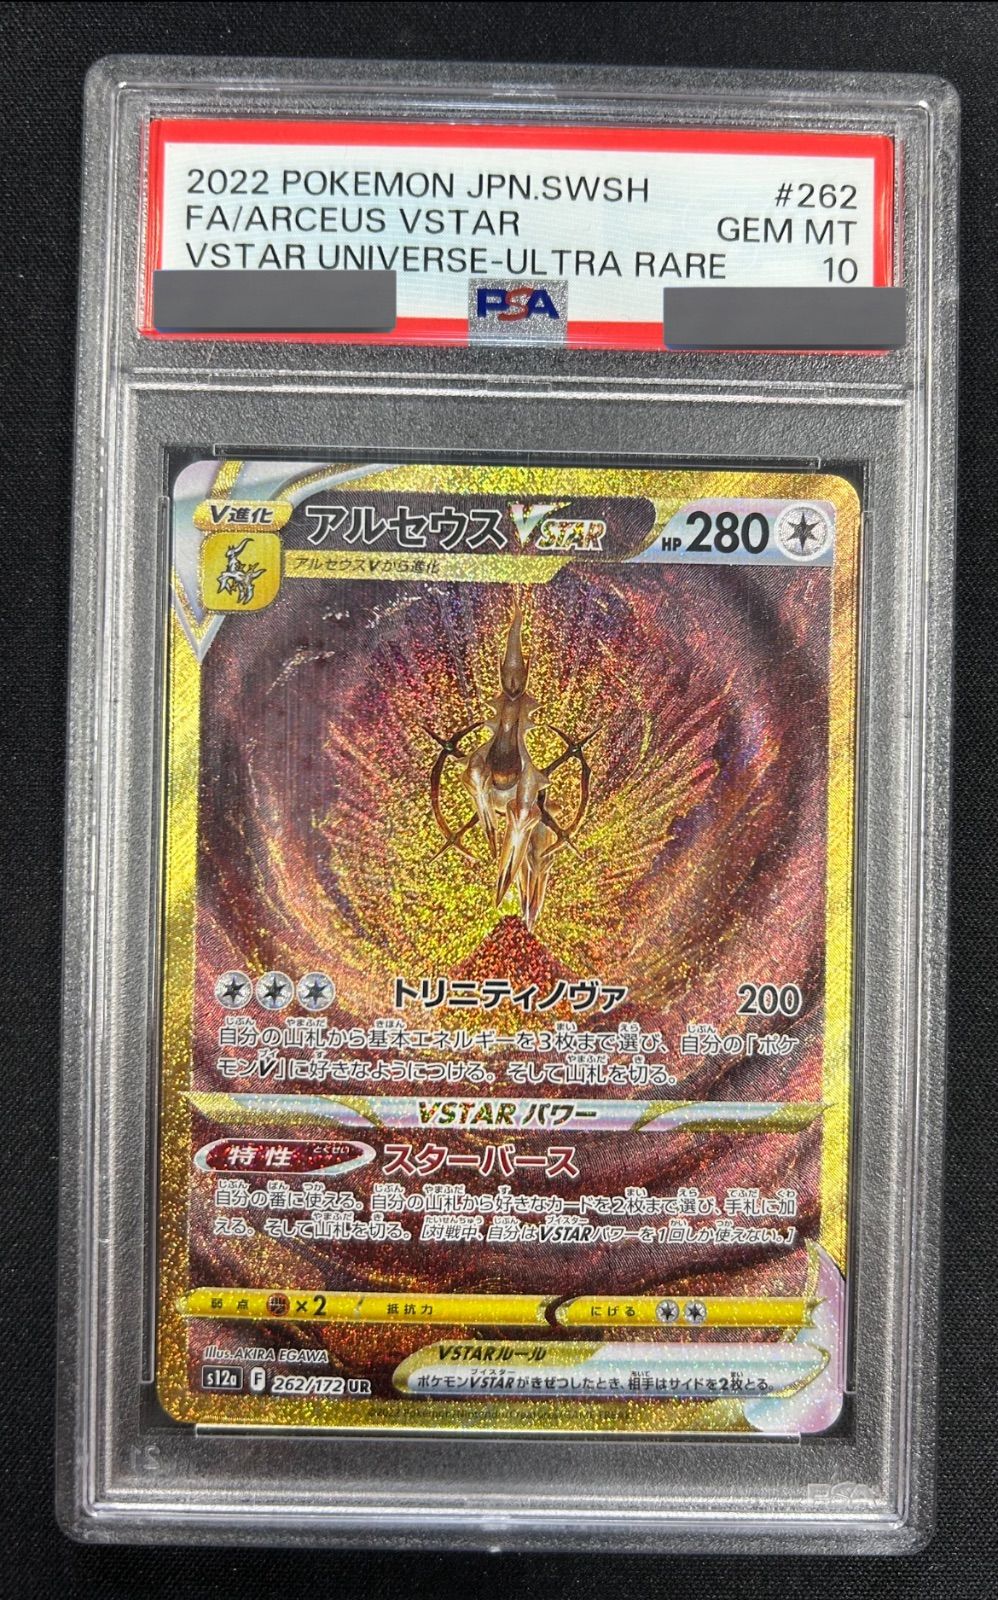 2022 POKEMON JPN.SWSH #262
FA/ARCEUS VSTAR GEM MT
VSTAR UNIVERSE-ULTRA RARE 10
PSA
V進化 アルセウスVSTAR HP 280
アルセウスVから進化
トリニティノヴァ 200
自分の山札から基本エネルギーを3枚まで選び、自分の「ポケ
モンV」に好きなようにつける。そして山札を切る。
VSTARパワー
特性 とくせい スターバース
自分の番に使える。自分の山札から好きなカードを2枚まで選び、手札に加
える。そして山札を切る。[対戦中、自分はVSTARパワーを1回しか使えない。]
弱点 ×2 抵抗力 にげる
Illus. AKIRA EGAWA
VSTARルール
s12a F 262/172 UR ポケモンVSTARがきぜつしたとき、相手はサイドを2枚とる。